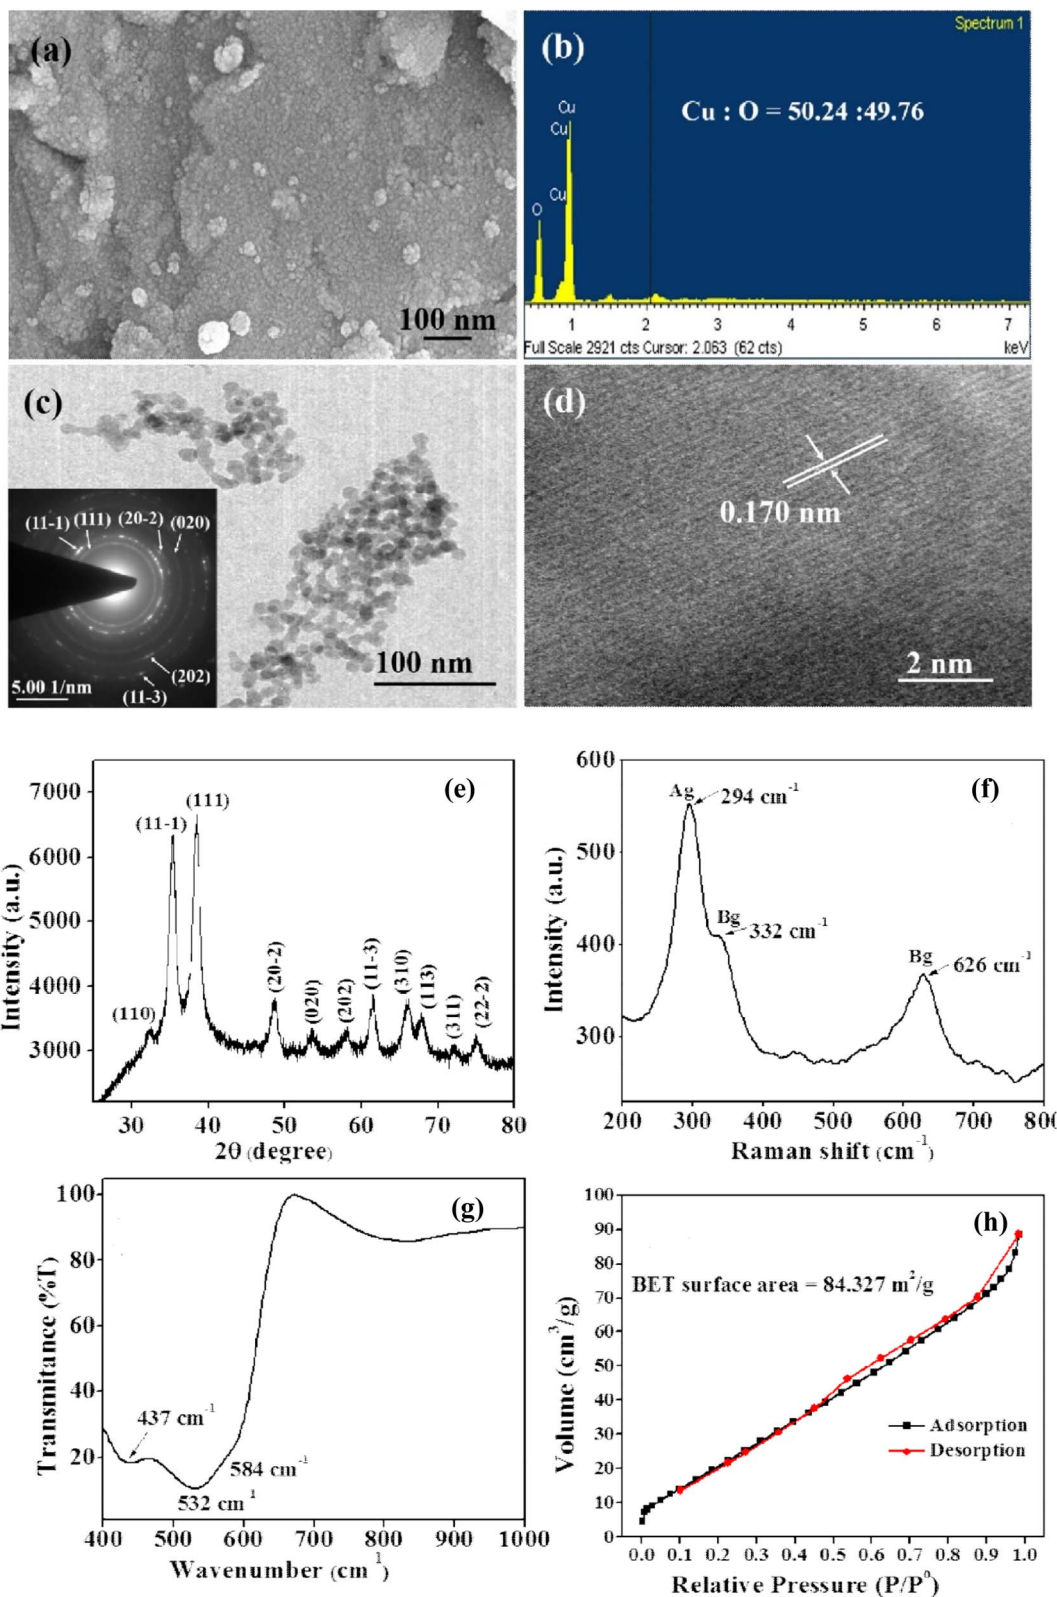 (a)
100 nm
(b)
Spectrum 1
Cu : O = 50.24 :49.76
Cu
Cu
Cu
O
1 2 3 4 5 6 7
Full Scale 2921 cts Cursor: 2.063 (62 cts) keV
(c)
(11-1) (111) (20-2) (020)
(202)
(11-3)
5.00 1/nm
100 nm
(d)
0.170 nm
2 nm
(e)
7000
6000
5000
4000
3000
Intensity (a.u.)
(110)
(11-1)
(111)
(20-2)
(020)
(202)
(11-3)
(310)
(113)
(311)
(22-2)
30 40 50 60 70 80
2θ (degree)
(f)
600
500
400
300
Intensity (a.u.)
Ag
294 cm-1
Bg
332 cm-1
Bg
626 cm-1
200 300 400 500 600 700 800
Raman shift (cm-1)
(g)
100
80
60
40
20
Transmitance (%T)
437 cm-1
532 cm-1
584 cm-1
400 500 600 700 800 900 1000
Wavenumber (cm-1)
(h)
100
90
80
70
60
50
40
30
20
10
0
Volume (cm3/g)
BET surface area = 84.327 m2/g
Adsorption
Desorption
0.0 0.1 0.2 0.3 0.4 0.5 0.6 0.7 0.8 0.9 1.0
Relative Pressure (P/P0)